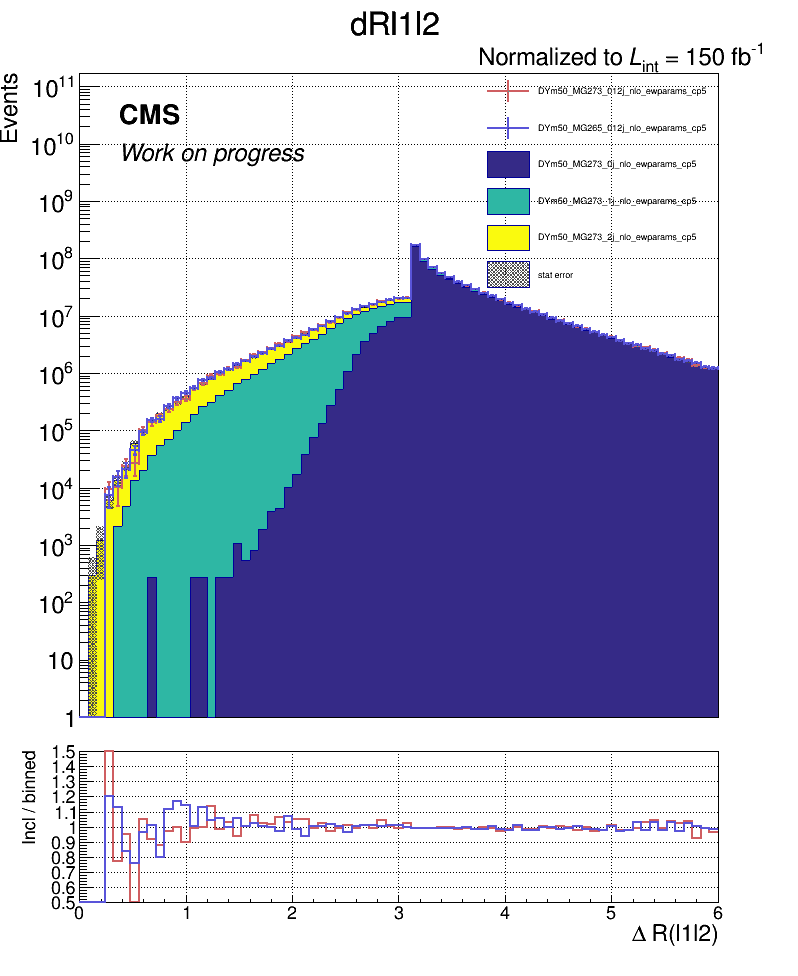 dRl1l2
Normalized to Lint = 150 fb-1
Events
10^11
10^10
10^9
10^8
10^7
10^6
10^5
10^4
10^3
10^2
10
1
CMS
Work on progress
DYm50_MG273_012j_nlo_ewparams_cp5
DYm50_MG265_012j_nlo_ewparams_cp5
DYm50_MG273_0j_nlo_ewparams_cp5
DYm50_MG273_1j_nlo_ewparams_cp5
DYm50_MG273_2j_nlo_ewparams_cp5
stat error
Incl / binned
1.5
1.4
1.3
1.2
1.1
1
0.9
0.8
0.7
0.6
0.5
0 1 2 3 4 5 6
Δ R(l1l2)